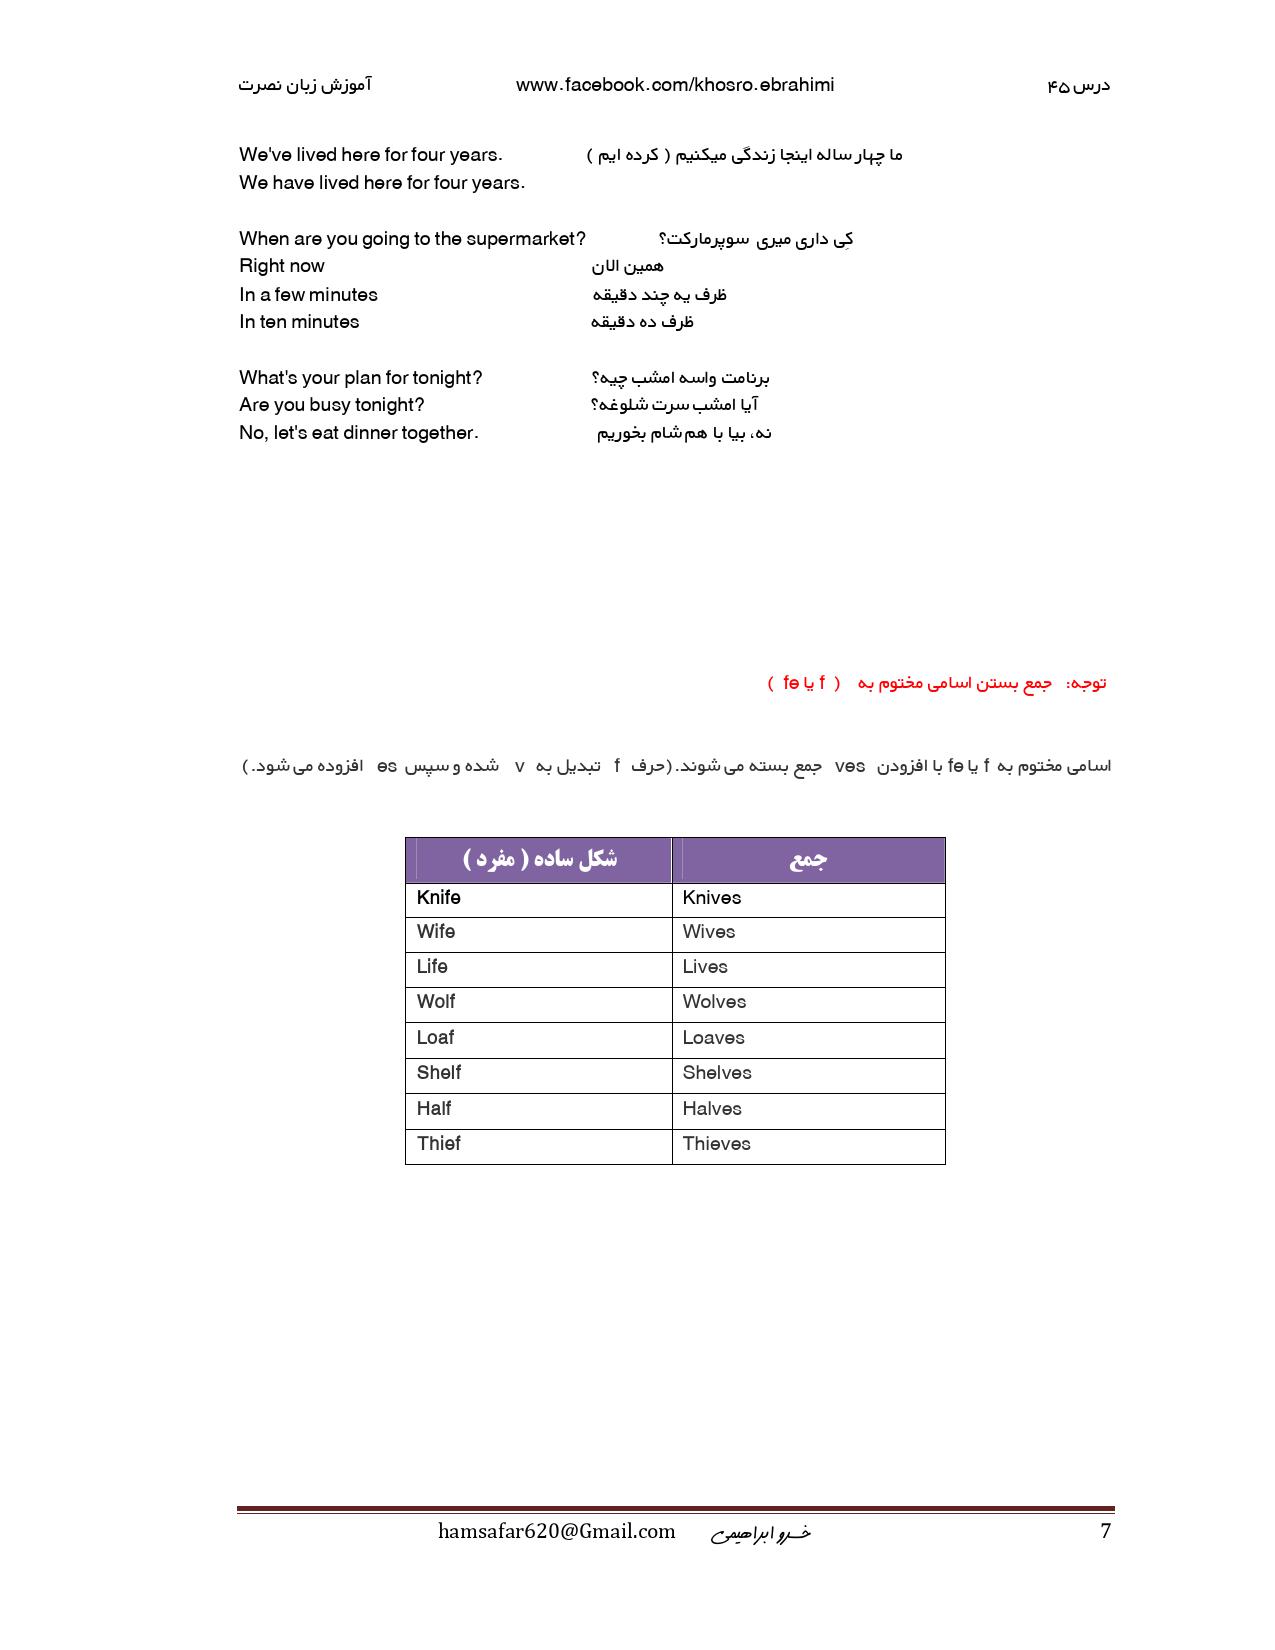 آموزش زبان نصرت www.facebook.com/khosro.ebrahimi درس ۴۵
We've lived here for four years. ما چهار ساله اینجا زندگی میکنیم ( کرده ایم )
We have lived here for four years.
When are you going to the supermarket? کِی داری میری سوپرمارکت؟
Right now همین الان
In a few minutes ظرف یه چند دقیقه
In ten minutes ظرف ده دقیقه
What's your plan for tonight? برنامت واسه امشب چیه؟
Are you busy tonight? آیا امشب سرت شلوغه؟
No, let's eat dinner together. نه، بیا با هم شام بخوریم
توجه: جمع بستن اسامی مختوم به ( f یا fe )
اسامی مختوم به f یا fe با افزودن ves جمع بسته می شوند.(حرف f تبدیل به v شده و سپس es افزوده می شود.)
شکل ساده ( مفرد ) جمع
Knife Knives
Wife Wives
Life Lives
Wolf Wolves
Loaf Loaves
Shelf Shelves
Half Halves
Thief Thieves
hamsafar620@Gmail.com خسرو ابراهیمی 7